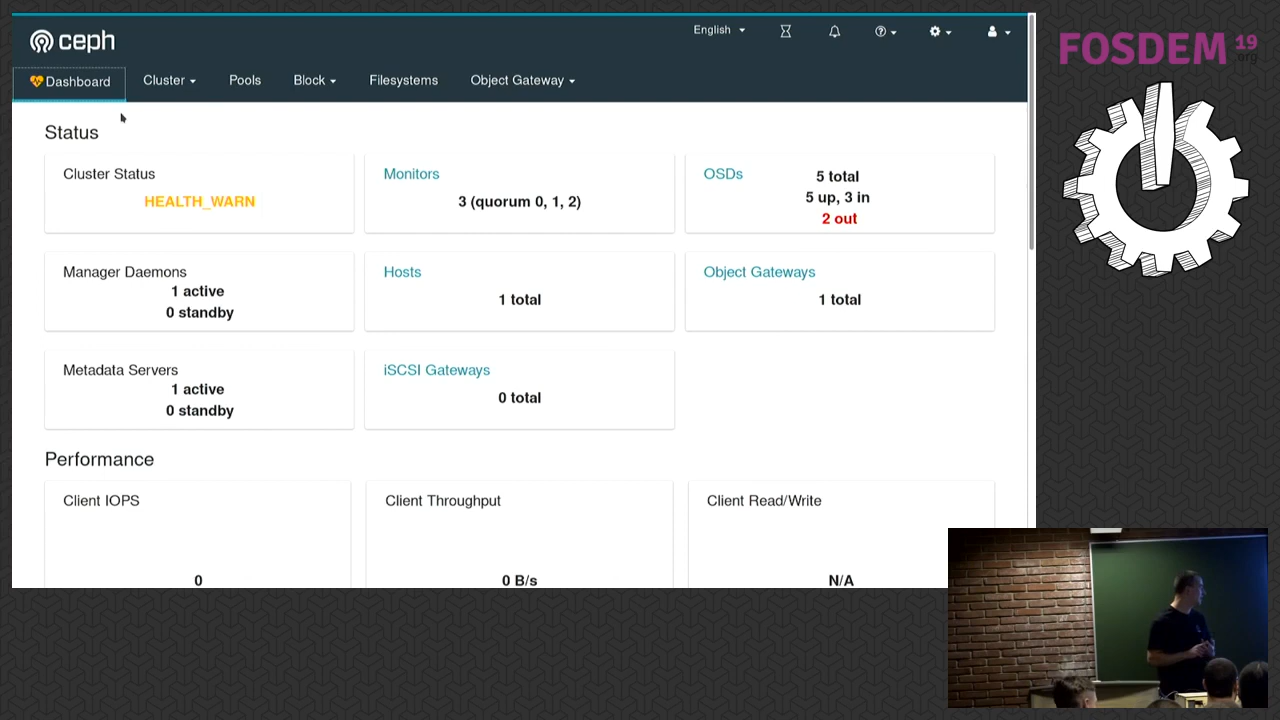 ceph
English
Dashboard
Cluster
Pools
Block
Filesystems
Object Gateway
Status
Cluster Status
HEALTH_WARN
Monitors
3 (quorum 0, 1, 2)
OSDs
5 total
5 up, 3 in
2 out
Manager Daemons
1 active
0 standby
Hosts
1 total
Object Gateways
1 total
Metadata Servers
1 active
0 standby
iSCSI Gateways
0 total
Performance
Client IOPS
0
Client Throughput
0 B/s
Client Read/Write
N/A
FOSDEM 19
.org